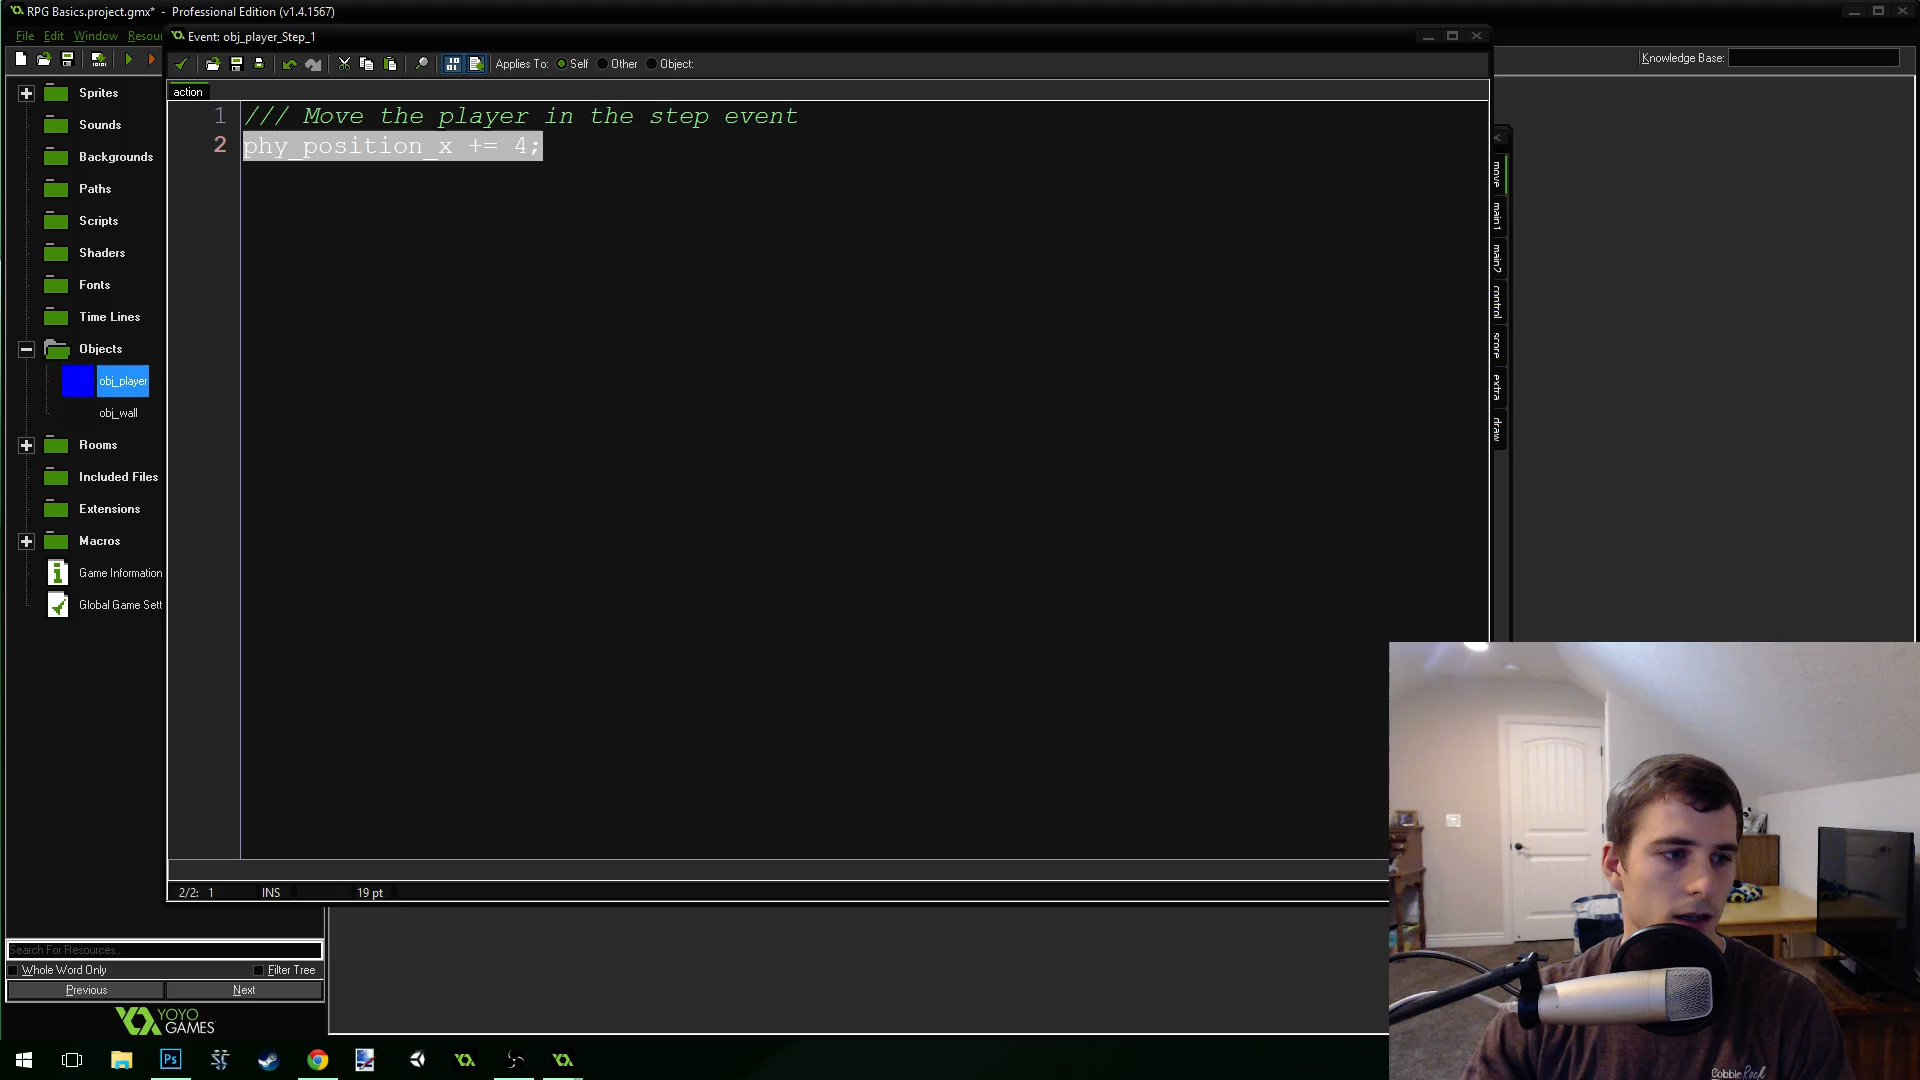 RPG Basics.project.gmx* - Professional Edition (v1.4.1567)
File Edit Window Resou
Event: obj_player_Step_1
Applies To: Self Other Object:
Knowledge Base:
action
1 /// Move the player in the step event
2 phy_position_x += 4;
Sprites
Sounds
Backgrounds
Paths
Scripts
Shaders
Fonts
Time Lines
Objects
obj_player
obj_wall
Rooms
Included Files
Extensions
Macros
Game Information
Global Game Sett
move
main1
main2
control
score
extra
draw
2/2: 1 INS 19 pt
Search For Resources...
Whole Word Only Filter Tree
Previous Next
YOYO
GAMES
Ps
CobbleRock